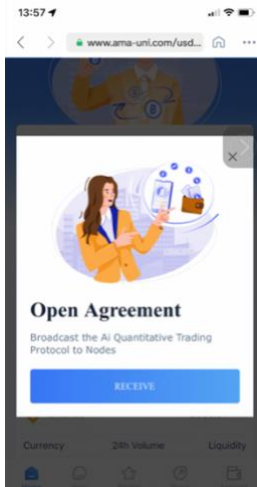 13:57
www.ama-uni.com/usd...
Open Agreement
Broadcast the Ai Quantitative Trading
Protocol to Nodes
RECEIVE
Currency 24h Volume Liquidity